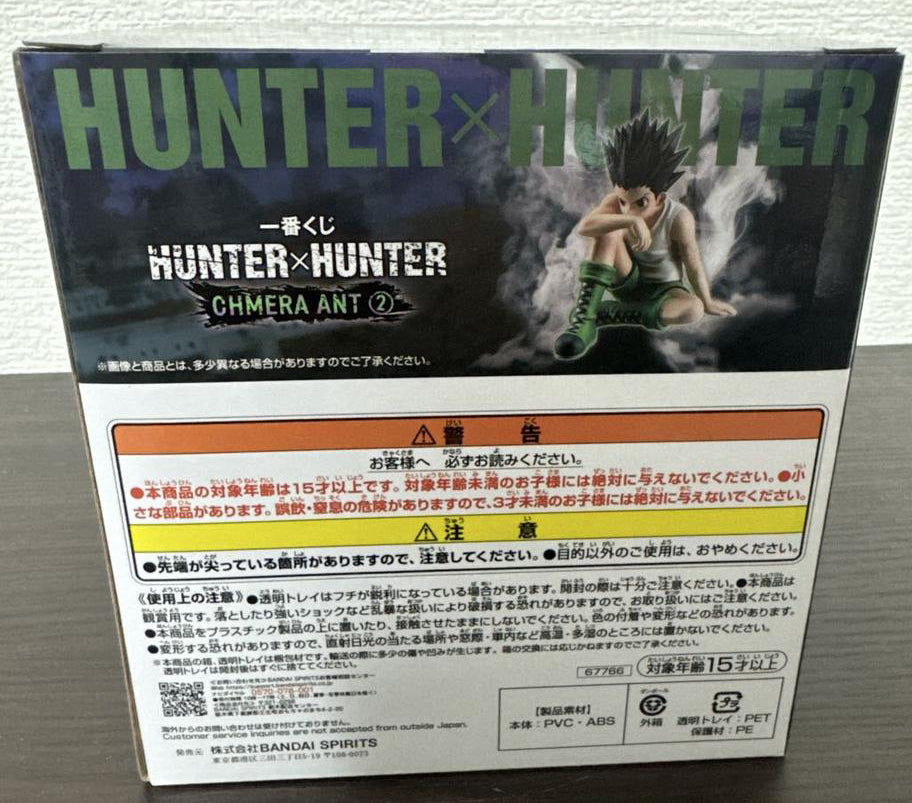 HUNTER×HUNTER
一番くじ
HUNTER×HUNTER
CHMERA ANT ②
※画像と商品とは、多少異なる場合がありますのでご了承ください。
⚠警告
お客様へ 必ずお読みください。
●本商品の対象年齢は15才以上です。対象年齢未満のお子様には絶対に与えないでください。●小
さな部品があります。誤飲・窒息の危険がありますので、3才未満のお子様には絶対に与えないでください。
⚠注意
●先端が尖っている箇所がありますので、注意してください。●目的以外のご使用は、おやめください。
《使用上の注意》●透明トレイはフチが鋭利になっている場合があります。開封の際は十分ご注意ください。●本商品は
観賞用です。落としたり強いショックなど乱暴な扱いにより破損する恐れがありますので、お取り扱いにはご注意ください。
●本商品をプラスチック製品の上に置いたり、接触させたままにしないでください。色の付着や変形などの恐れがあります。
●変形する恐れがありますので、直射日光の当たる場所や窓際・車内など高温・多湿のところには置かないでください。
※本商品の箱、透明トレイは梱包材です。輸送の際に多少の傷や凹みが生じます。箱の交換には応じかねますのでご了承ください。
透明トレイは開封後はすぐに捨ててください。
67766
対象年齢15才以上
BANDAI SPIRITS
0570-078-001
【製品素材】
本体：PVC・ABS
ダンボール
外箱
プラ
透明トレイ：PET
保護材：PE
海外からのお問い合わせは受け付けておりません。
Customer service inquiries are not accepted from outside Japan.
発売元 株式会社BANDAI SPIRITS
東京都港区三田三丁目5-19 〒108-0073